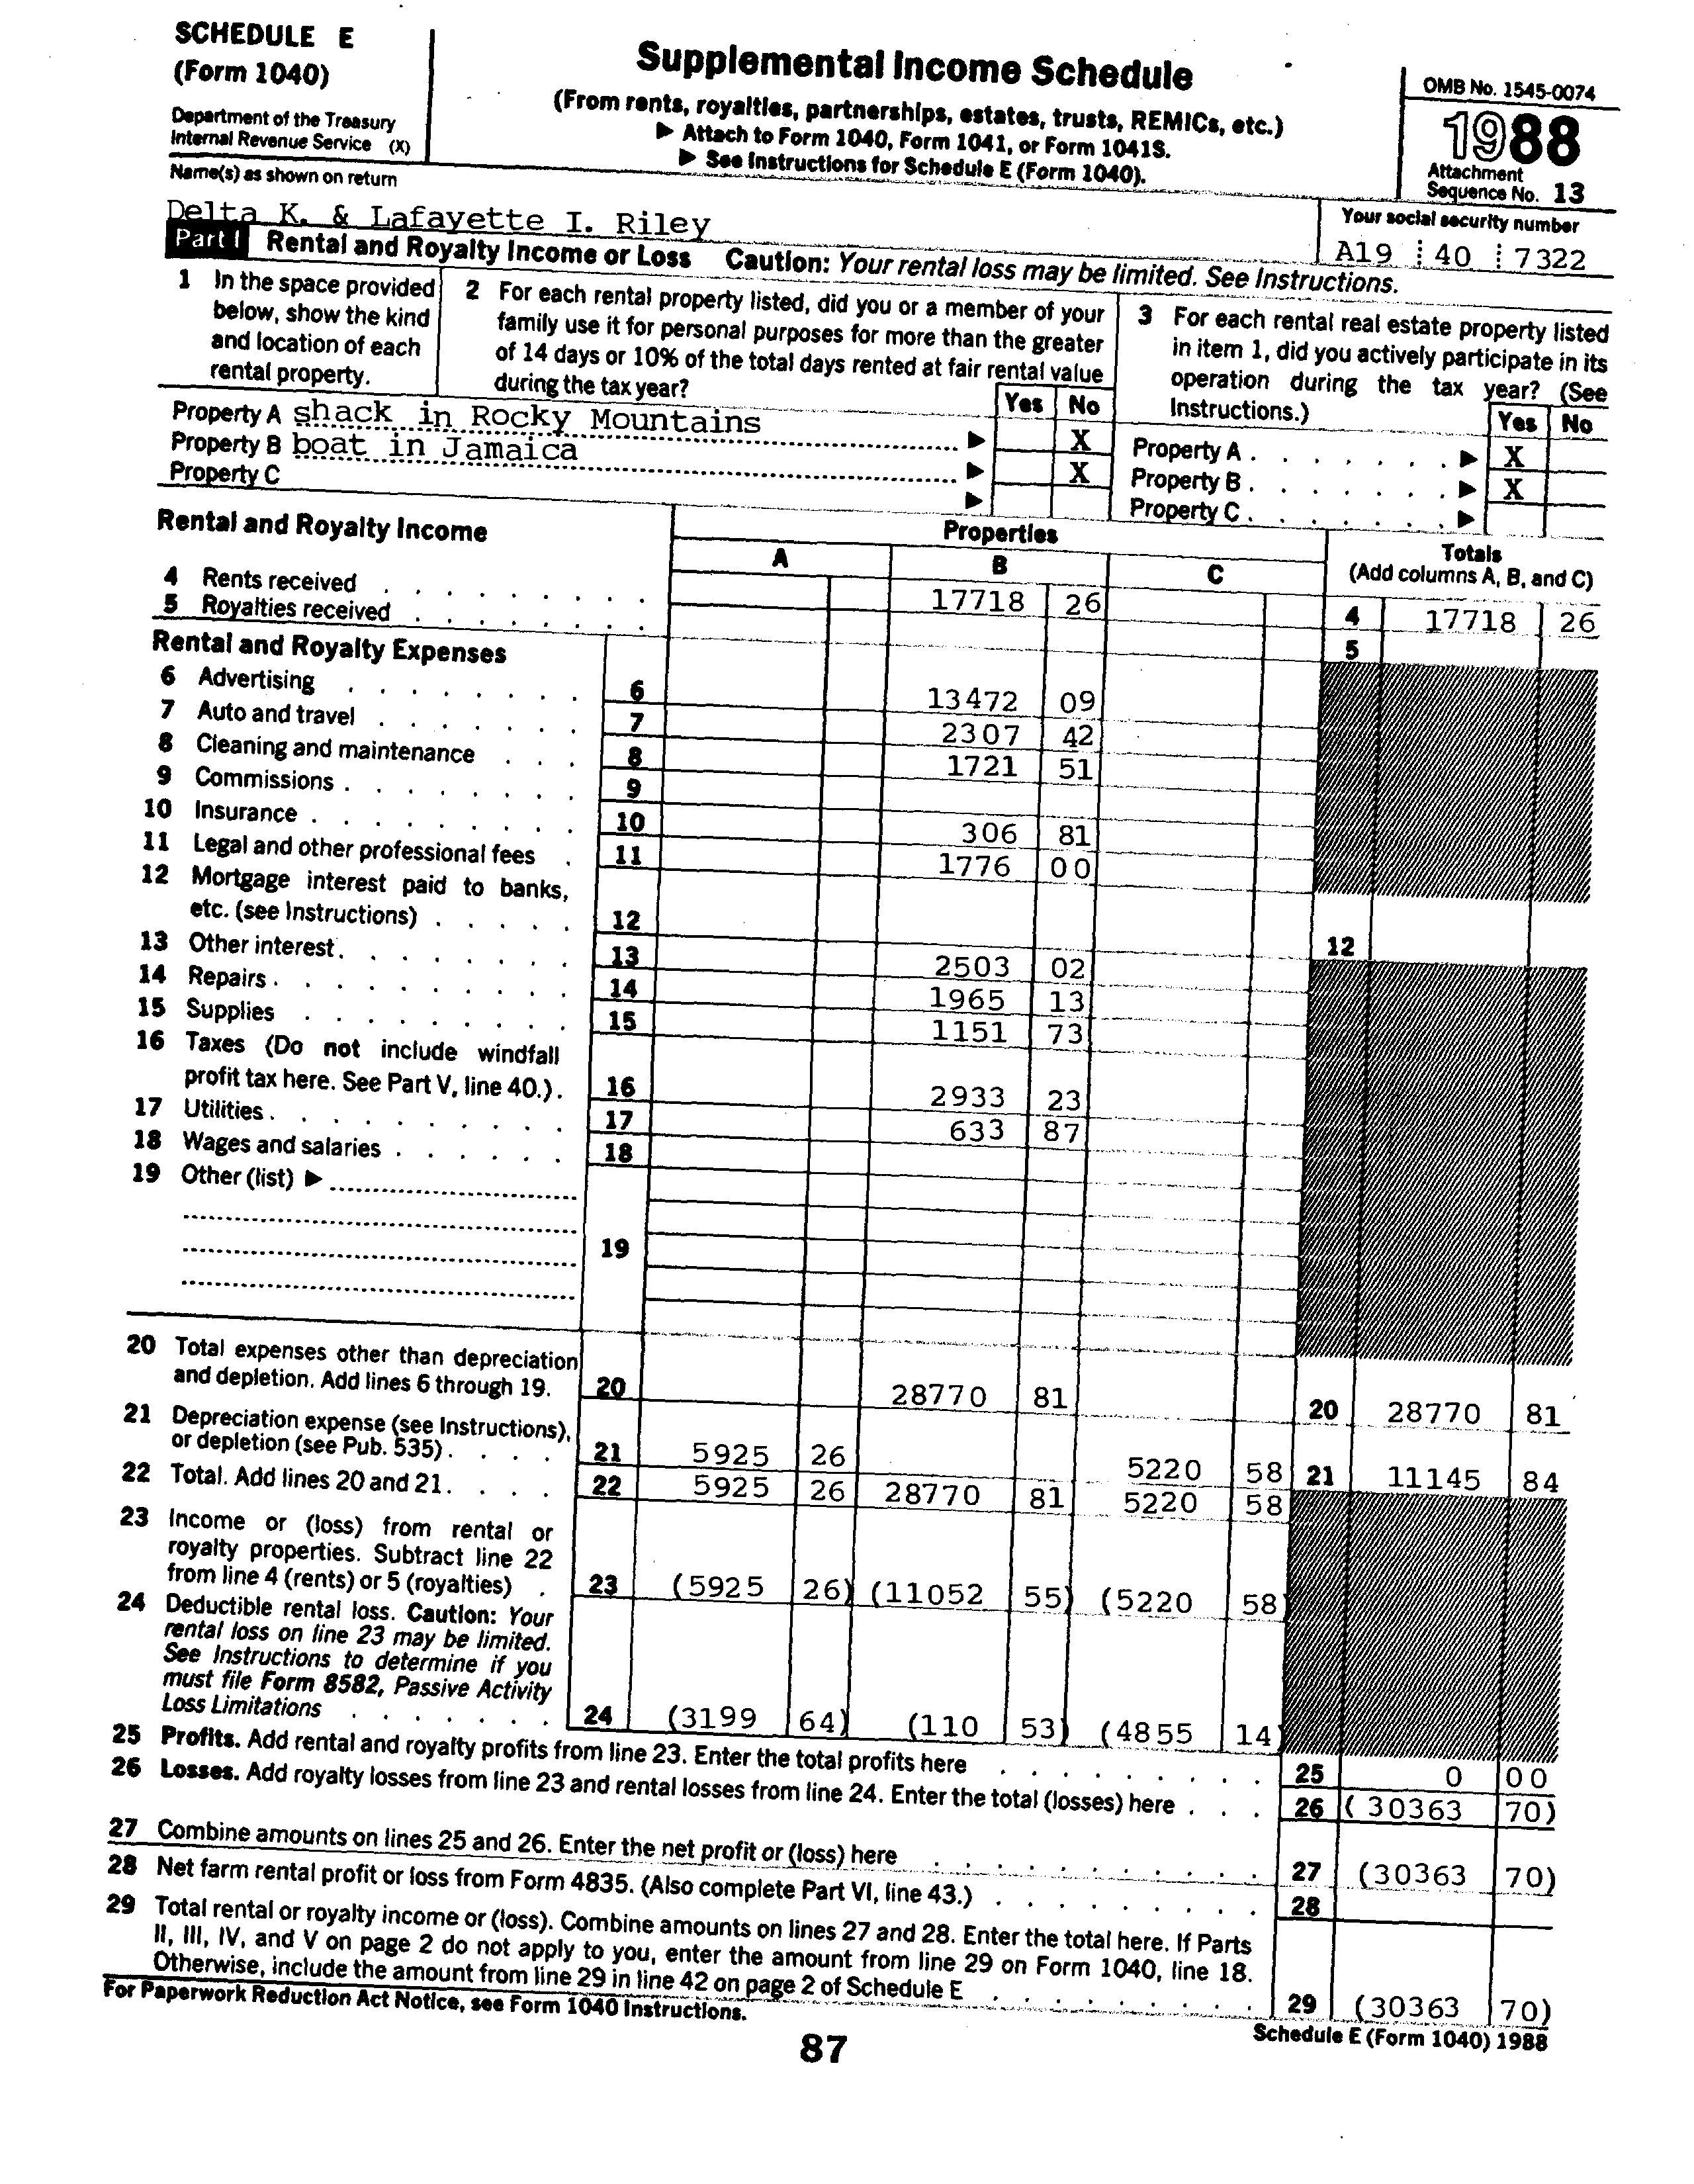 SCHEDULE E
(Form 1040)
Department of the Treasury
Internal Revenue Service (X)
Supplemental Income Schedule
(From rents, royalties, partnerships, estates, trusts, REMICs, etc.)
▶ Attach to Form 1040, Form 1041, or Form 1041S.
▶ See Instructions for Schedule E (Form 1040).
OMB No. 1545-0074
1988
Attachment
Sequence No. 13
Name(s) as shown on return
Delta K. & Lafayette I. Riley
Your social security number
A19 40 7322
Part I Rental and Royalty Income or Loss Caution: Your rental loss may be limited. See Instructions.
1 In the space provided
below, show the kind
and location of each
rental property.
2 For each rental property listed, did you or a member of your
family use it for personal purposes for more than the greater
of 14 days or 10% of the total days rented at fair rental value
during the tax year?
Yes No
3 For each rental real estate property listed
in item 1, did you actively participate in its
operation during the tax year? (See
Instructions.)
Yes No
Property A shack in Rocky Mountains ▶ X
Property B boat in Jamaica ▶ X
Property C ▶
Property A . . . . . . . ▶ X
Property B . . . . . . . ▶ X
Property C . . . . . . . ▶
Rental and Royalty Income
Properties
A B C
Totals
(Add columns A, B, and C)
4 Rents received . . . . . . . . . 17718 26 4 17718 26
5 Royalties received . . . . . . . . 5
Rental and Royalty Expenses
6 Advertising . . . . . . . . 6 13472 09
7 Auto and travel . . . . . . . 7 2307 42
8 Cleaning and maintenance . . . 8 1721 51
9 Commissions . . . . . . . . 9
10 Insurance . . . . . . . . . 10 306 81
11 Legal and other professional fees . 11 1776 00
12 Mortgage interest paid to banks,
etc. (see Instructions) . . . . . 12 12
13 Other interest . . . . . . . . 13 2503 02
14 Repairs . . . . . . . . . . 14 1965 13
15 Supplies . . . . . . . . . 15 1151 73
16 Taxes (Do not include windfall
profit tax here. See Part V, line 40.) . 16 2933 23
17 Utilities . . . . . . . . . . 17 633 87
18 Wages and salaries . . . . . . 18
19 Other (list) ▶
19
20 Total expenses other than depreciation
and depletion. Add lines 6 through 19. 20 28770 81 20 28770 81
21 Depreciation expense (see Instructions),
or depletion (see Pub. 535) . . . . 21 5925 26 5220 58 21 11145 84
22 Total. Add lines 20 and 21 . . . . 22 5925 26 28770 81 5220 58
23 Income or (loss) from rental or
royalty properties. Subtract line 22
from line 4 (rents) or 5 (royalties) . 23 (5925 26) (11052 55) (5220 58)
24 Deductible rental loss. Caution: Your
rental loss on line 23 may be limited.
See Instructions to determine if you
must file Form 8582, Passive Activity
Loss Limitations . . . . . . . 24 (3199 64) (110 53) (4855 14)
25 Profits. Add rental and royalty profits from line 23. Enter the total profits here . . . . . . . . . 25 0 00
26 Losses. Add royalty losses from line 23 and rental losses from line 24. Enter the total (losses) here . . . 26 (30363 70)
27 Combine amounts on lines 25 and 26. Enter the net profit or (loss) here . . . . . . . . . . . 27 (30363 70)
28 Net farm rental profit or loss from Form 4835. (Also complete Part VI, line 43.) . . . . . . . . . 28
29 Total rental or royalty income or (loss). Combine amounts on lines 27 and 28. Enter the total here. If Parts
II, III, IV, and V on page 2 do not apply to you, enter the amount from line 29 on Form 1040, line 18.
Otherwise, include the amount from line 29 in line 42 on page 2 of Schedule E . . . . . . . . . 29 (30363 70)
For Paperwork Reduction Act Notice, see Form 1040 Instructions.
Schedule E (Form 1040) 1988
87